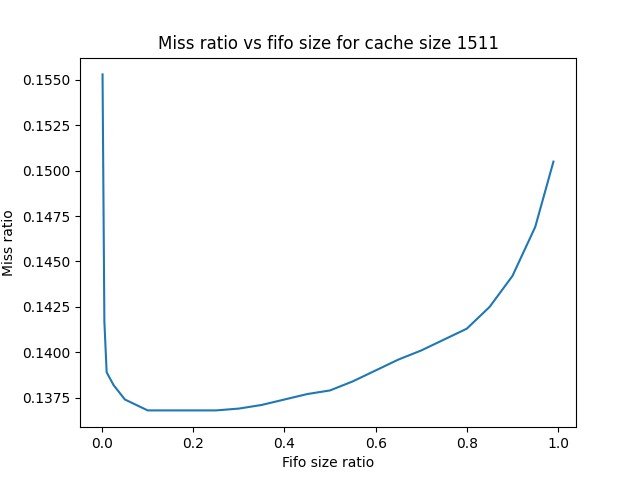 Miss ratio vs fifo size for cache size 1511
0.1550
0.1525
0.1500
0.1475
0.1450
0.1425
0.1400
0.1375
Miss ratio
0.0 0.2 0.4 0.6 0.8 1.0
Fifo size ratio